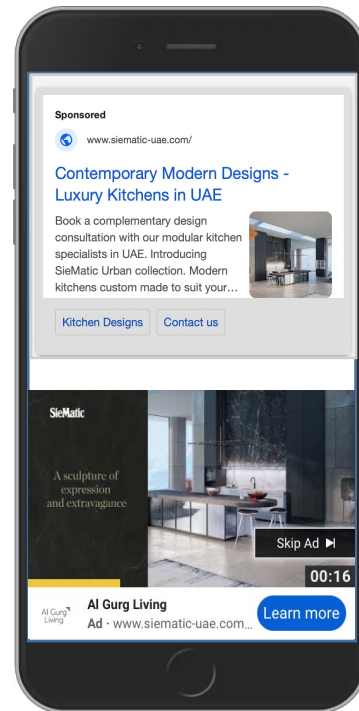 Sponsored
www.siematic-uae.com/
Contemporary Modern Designs -
Luxury Kitchens in UAE
Book a complementary design
consultation with our modular kitchen
specialists in UAE. Introducing
SieMatic Urban collection. Modern
kitchens custom made to suit your...
Kitchen Designs
Contact us
SieMatic
A sculpture of
expression
and extravagance
Skip Ad
00:16
Al Gurg
Living
Al Gurg Living
Ad · www.siematic-uae.com...
Learn more